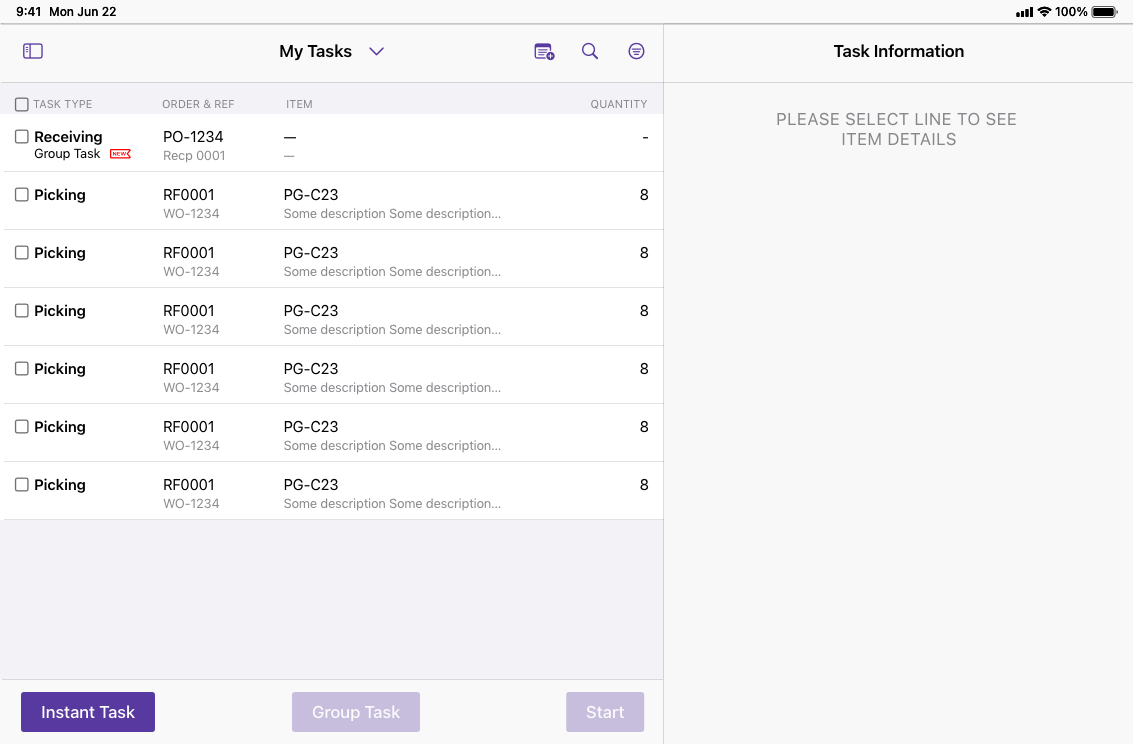 9:41 Mon Jun 22 100%
My Tasks
Task Information
TASK TYPE ORDER & REF ITEM QUANTITY
PLEASE SELECT LINE TO SEE
ITEM DETAILS
Receiving PO-1234 — -
Group Task NEW Recp 0001 —
Picking RF0001 PG-C23 8
WO-1234 Some description Some description...
Picking RF0001 PG-C23 8
WO-1234 Some description Some description...
Picking RF0001 PG-C23 8
WO-1234 Some description Some description...
Picking RF0001 PG-C23 8
WO-1234 Some description Some description...
Picking RF0001 PG-C23 8
WO-1234 Some description Some description...
Picking RF0001 PG-C23 8
WO-1234 Some description Some description...
Instant Task Group Task Start